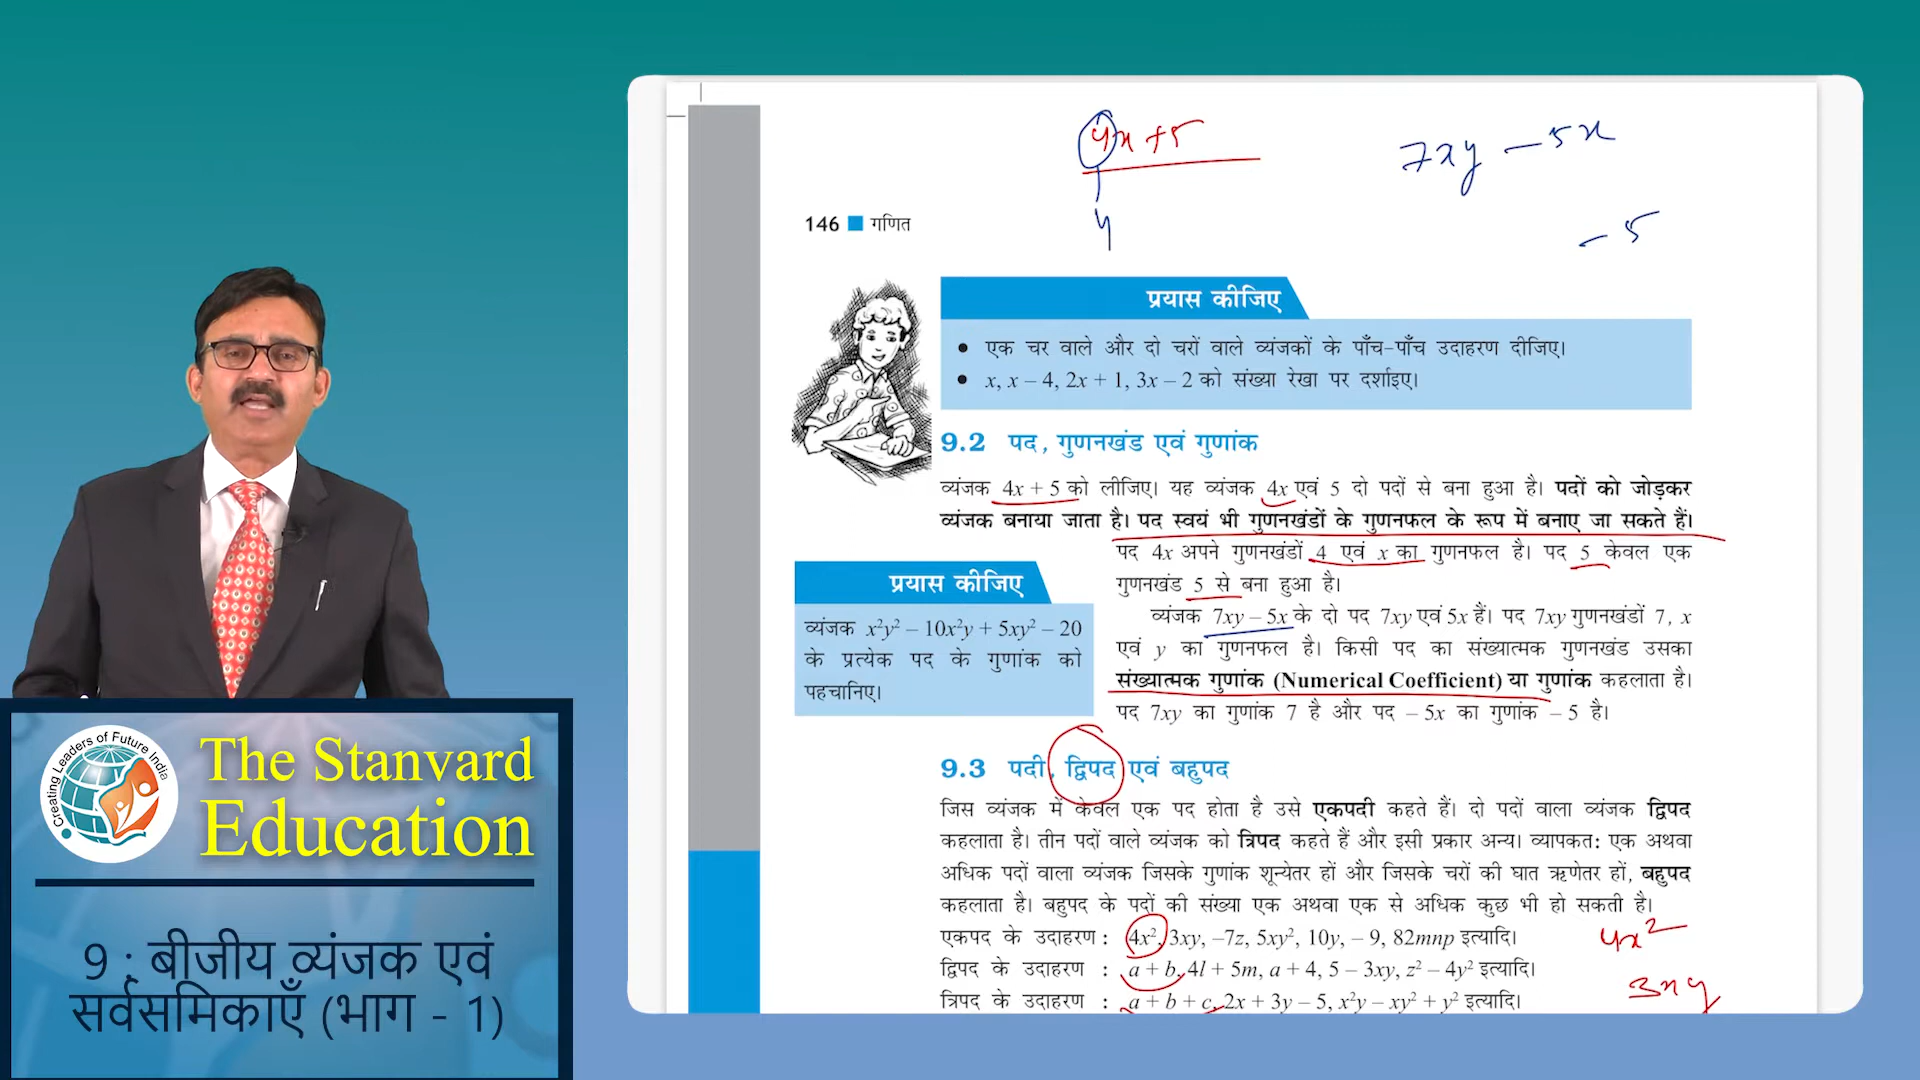 4x + 5
7xy - 5x
4
- 5
146 गणित
प्रयास कीजिए
• एक चर वाले और दो चरों वाले व्यंजकों के पाँच-पाँच उदाहरण दीजिए।
• x, x – 4, 2x + 1, 3x – 2 को संख्या रेखा पर दर्शाइए।
9.2 पद, गुणनखंड एवं गुणांक
व्यंजक 4x + 5 को लीजिए। यह व्यंजक 4x एवं 5 दो पदों से बना हुआ है। पदों को जोड़कर
व्यंजक बनाया जाता है। पद स्वयं भी गुणनखंडों के गुणनफल के रूप में बनाए जा सकते हैं।
पद 4x अपने गुणनखंडों 4 एवं x का गुणनफल है। पद 5 केवल एक
गुणनखंड 5 से बना हुआ है।
व्यंजक 7xy – 5x के दो पद 7xy एवं 5x हैं। पद 7xy गुणनखंडों 7, x
एवं y का गुणनफल है। किसी पद का संख्यात्मक गुणनखंड उसका
संख्यात्मक गुणांक (Numerical Coefficient) या गुणांक कहलाता है।
पद 7xy का गुणांक 7 है और पद – 5x का गुणांक – 5 है।
प्रयास कीजिए
व्यंजक x²y² – 10x²y + 5xy² – 20
के प्रत्येक पद के गुणांक को
पहचानिए।
9.3 पदी, द्विपद एवं बहुपद
जिस व्यंजक में केवल एक पद होता है उसे एकपदी कहते हैं। दो पदों वाला व्यंजक द्विपद
कहलाता है। तीन पदों वाले व्यंजक को त्रिपद कहते हैं और इसी प्रकार अन्य। व्यापकत: एक अथवा
अधिक पदों वाला व्यंजक जिसके गुणांक शून्येतर हों और जिसके चरों की घात ऋणेतर हों, बहुपद
कहलाता है। बहुपद के पदों की संख्या एक अथवा एक से अधिक कुछ भी हो सकती है।
एकपद के उदाहरण : 4x², 3xy, –7z, 5xy², 10y, – 9, 82mnp इत्यादि।
4x²
द्विपद के उदाहरण : a + b, 4l + 5m, a + 4, 5 – 3xy, z² – 4y² इत्यादि।
3xy
त्रिपद के उदाहरण : a + b + c, 2x + 3y – 5, x²y – xy² + y² इत्यादि।
Creating Leaders of Future India
The Stanvard
Education
9 : बीजीय व्यंजक एवं
सर्वसमिकाएँ (भाग - 1)